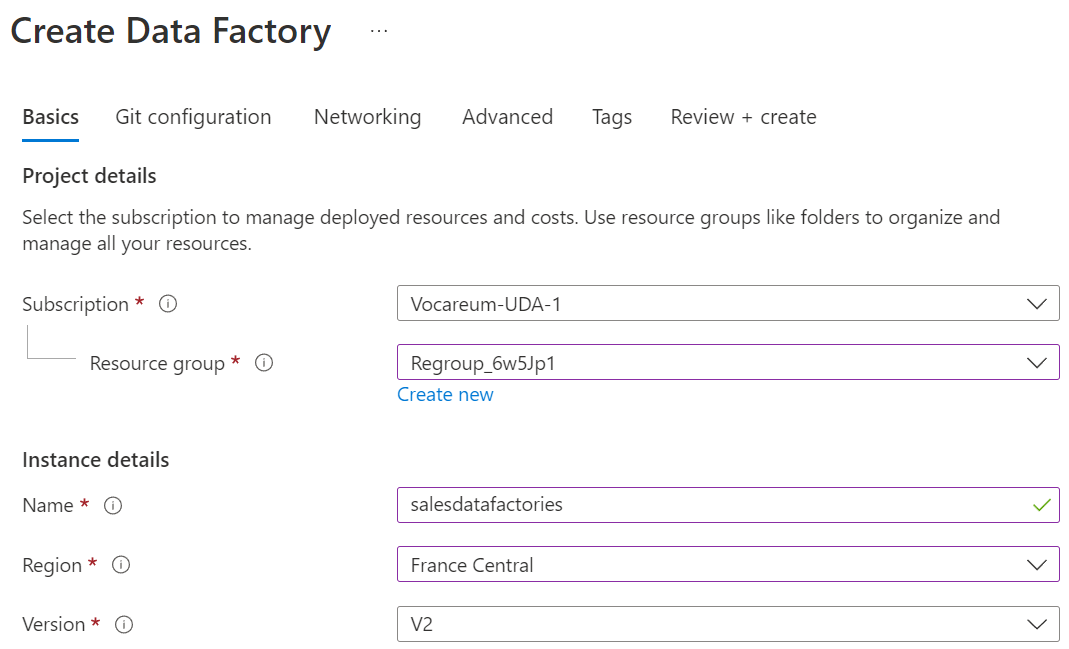 Create Data Factory ...
Basics Git configuration Networking Advanced Tags Review + create
Project details
Select the subscription to manage deployed resources and costs. Use resource groups like folders to organize and
manage all your resources.
Subscription * Vocareum-UDA-1
Resource group * Regroup_6w5Jp1
Create new
Instance details
Name * salesdatafactories
Region * France Central
Version * V2